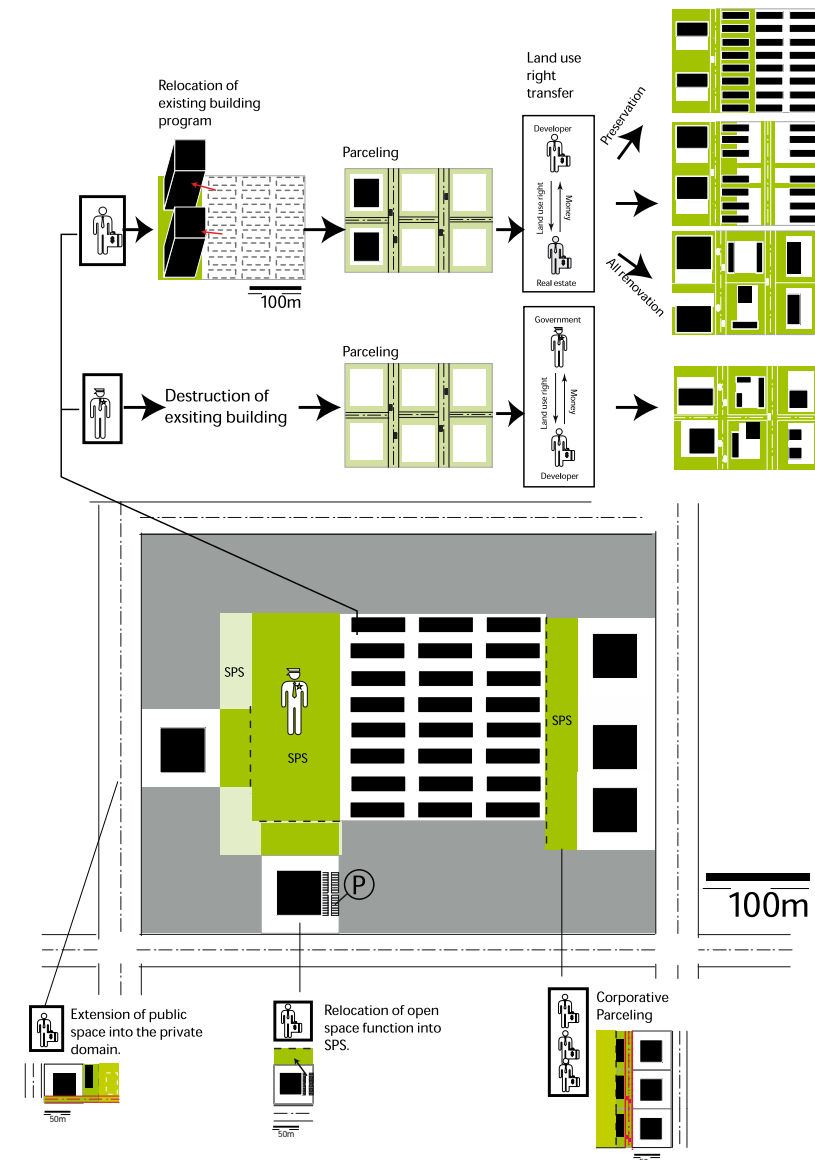 Land use
right
transfer
Relocation of
existing building
program
Parceling
Developer
Land use right
Money
Real estate
Preservation
All renovation
100m
Government
Land use right
Money
Developer
Parceling
Destruction of
exsiting building
SPS
SPS
SPS
P
100m
Extension of public
space into the private
domain.
50m
Relocation of open
space function into
SPS.
50m
Corporative
Parceling